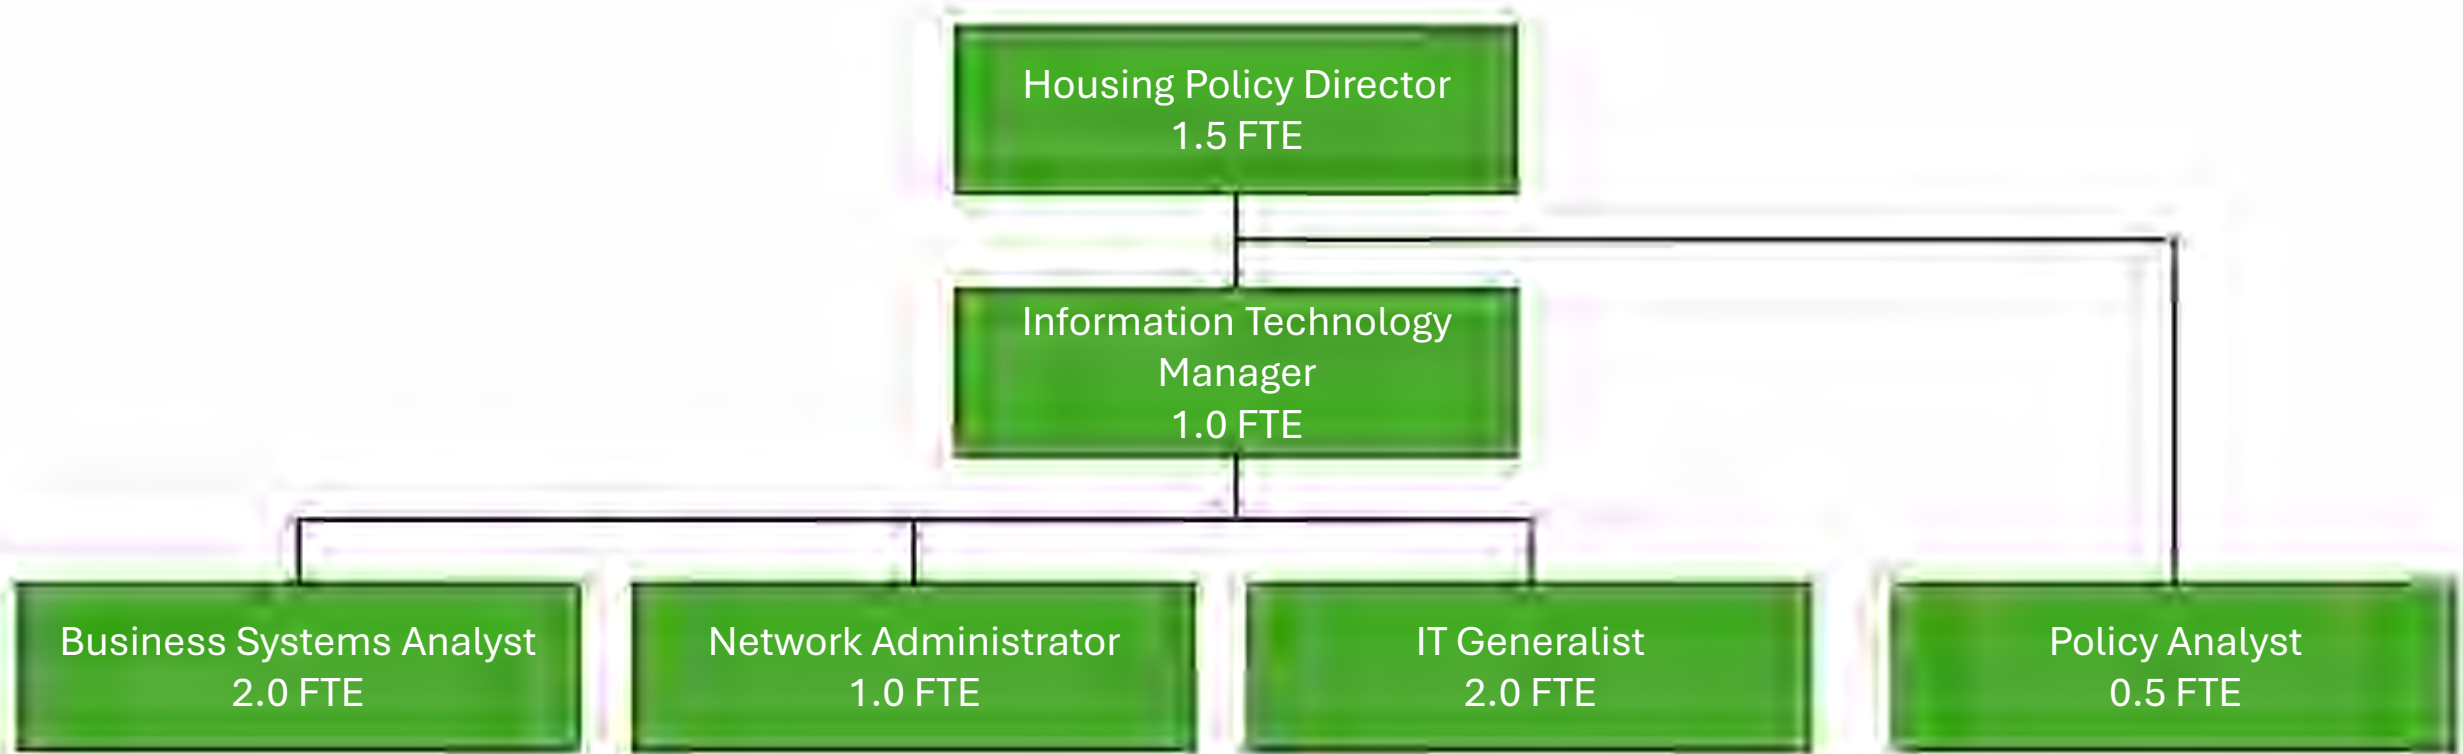 Housing Policy Director
1.5 FTE
Information Technology
Manager
1.0 FTE
Business Systems Analyst
2.0 FTE
Network Administrator
1.0 FTE
IT Generalist
2.0 FTE
Policy Analyst
0.5 FTE